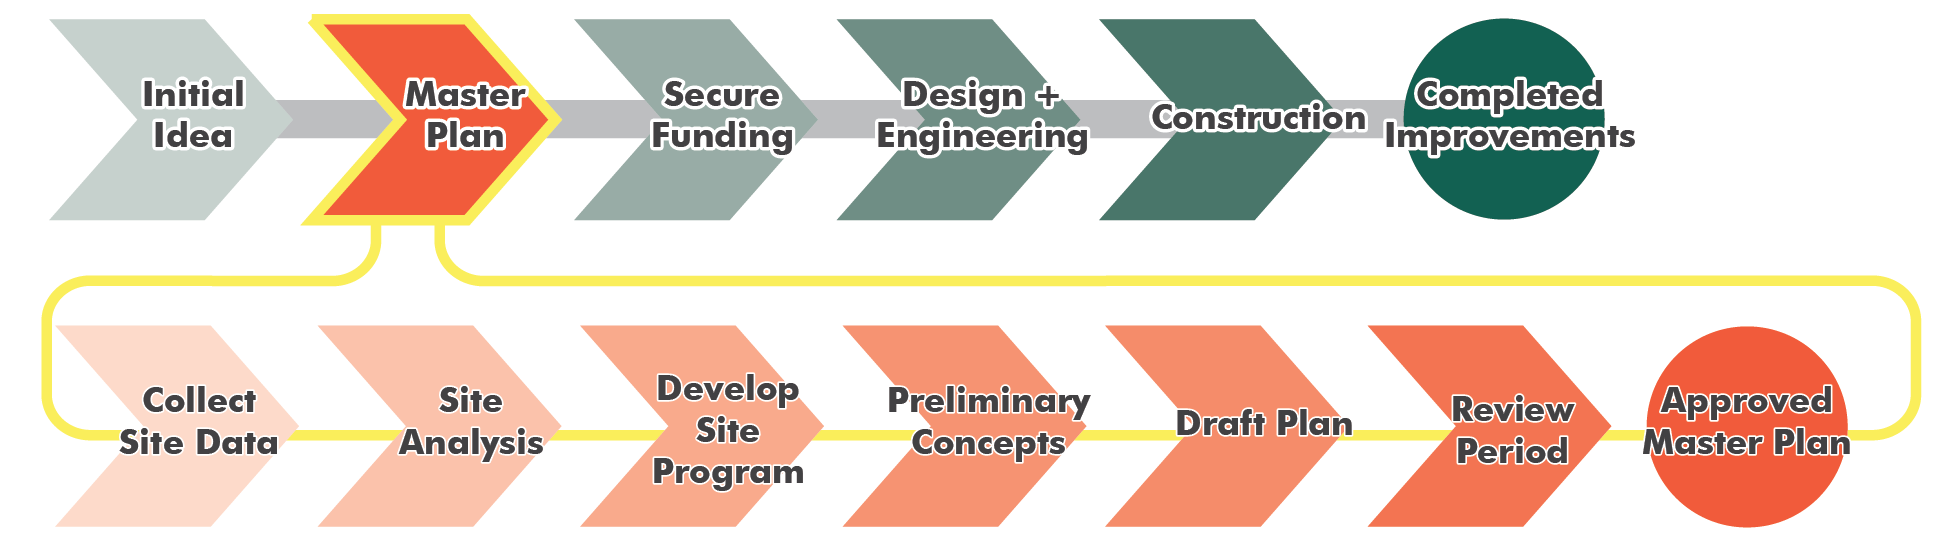 Initial
Idea
Master
Plan
Secure
Funding
Design +
Engineering
Construction
Completed
Improvements
Collect
Site Data
Site
Analysis
Develop
Site
Program
Preliminary
Concepts
Draft Plan
Review
Period
Approved
Master Plan